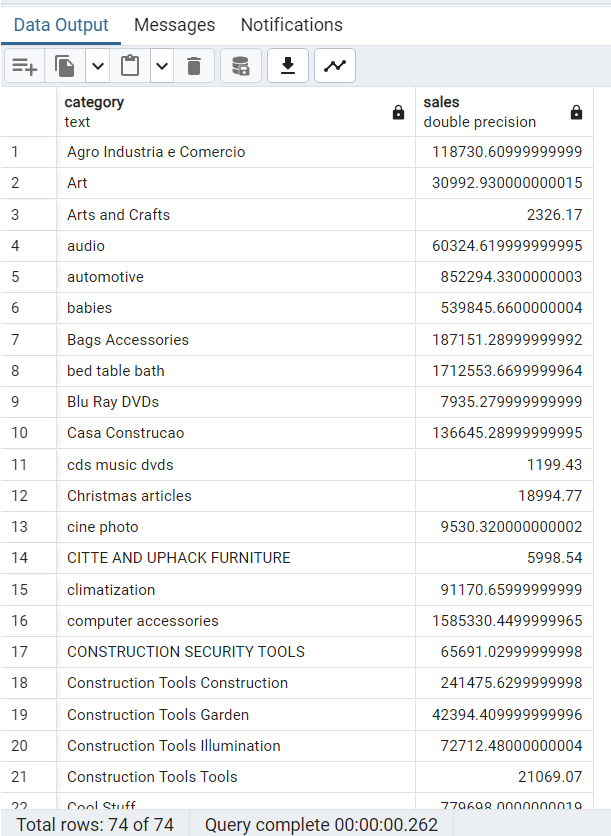 Data Output Messages Notifications
category sales
text double precision
1 Agro Industria e Comercio 118730.60999999999
2 Art 30992.930000000015
3 Arts and Crafts 2326.17
4 audio 60324.619999999995
5 automotive 852294.3300000003
6 babies 539845.6600000004
7 Bags Accessories 187151.28999999992
8 bed table bath 1712553.6699999964
9 Blu Ray DVDs 7935.279999999999
10 Casa Construcao 136645.28999999995
11 cds music dvds 1199.43
12 Christmas articles 18994.77
13 cine photo 9530.320000000002
14 CITTE AND UPHACK FURNITURE 5998.54
15 climatization 91170.65999999999
16 computer accessories 1585330.4499999965
17 CONSTRUCTION SECURITY TOOLS 65691.02999999998
18 Construction Tools Construction 241475.6299999998
19 Construction Tools Garden 42394.409999999996
20 Construction Tools Illumination 72712.48000000004
21 Construction Tools Tools 21069.07
22 Cool Stuff 779698.0000000019
Total rows: 74 of 74 Query complete 00:00:00.262